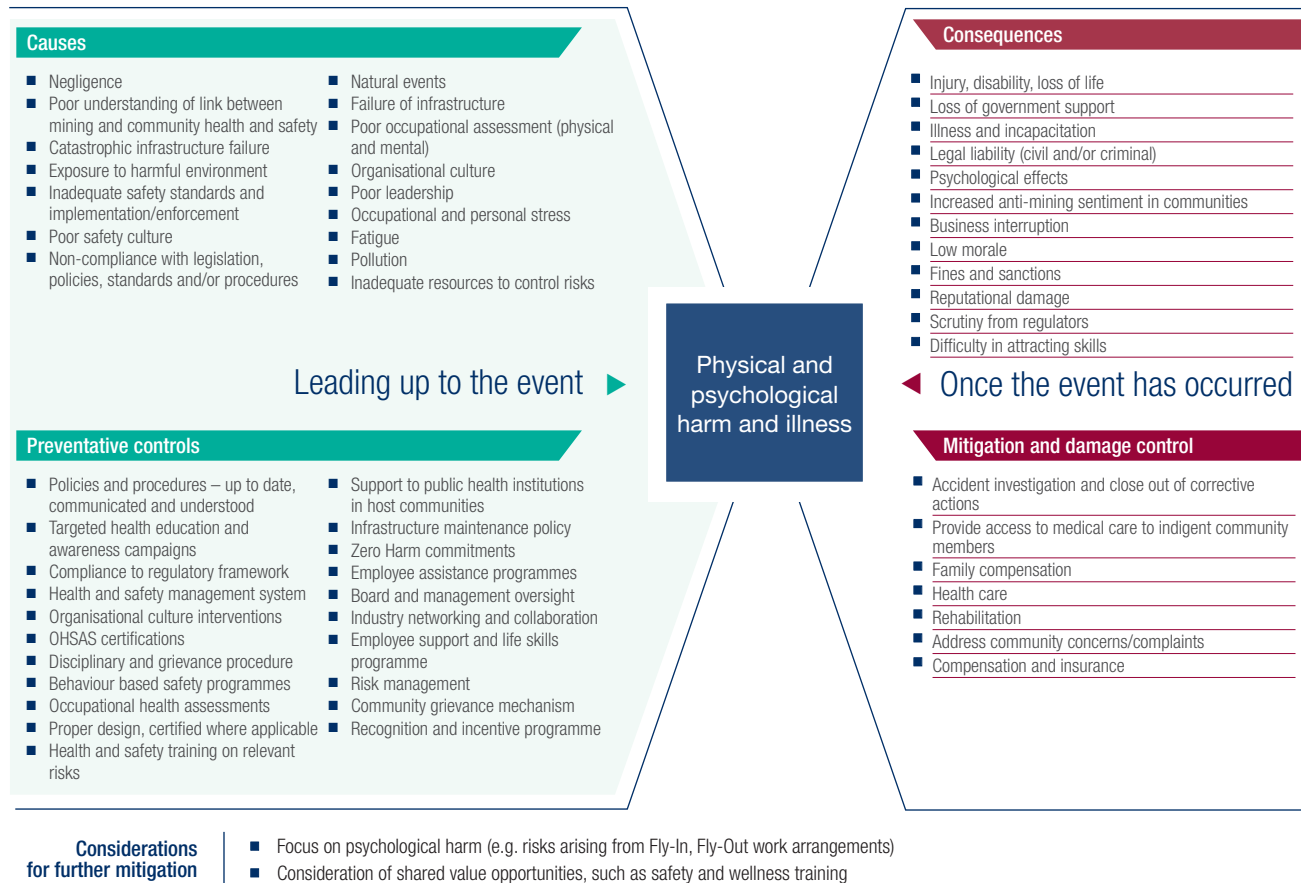 Causes
■ Negligence
■ Poor understanding of link between
mining and community health and safety
■ Catastrophic infrastructure failure
■ Exposure to harmful environment
■ Inadequate safety standards and
implementation/enforcement
■ Poor safety culture
■ Non-compliance with legislation,
policies, standards and/or procedures
■ Natural events
■ Failure of infrastructure
■ Poor occupational assessment (physical
and mental)
■ Organisational culture
■ Poor leadership
■ Occupational and personal stress
■ Fatigue
■ Pollution
■ Inadequate resources to control risks
Leading up to the event
Preventative controls
■ Policies and procedures – up to date,
communicated and understood
■ Targeted health education and
awareness campaigns
■ Compliance to regulatory framework
■ Health and safety management system
■ Organisational culture interventions
■ OHSAS certifications
■ Disciplinary and grievance procedure
■ Behaviour based safety programmes
■ Occupational health assessments
■ Proper design, certified where applicable
■ Health and safety training on relevant
risks
■ Support to public health institutions
in host communities
■ Infrastructure maintenance policy
■ Zero Harm commitments
■ Employee assistance programmes
■ Board and management oversight
■ Industry networking and collaboration
■ Employee support and life skills
programme
■ Risk management
■ Community grievance mechanism
■ Recognition and incentive programme
Physical and
psychological
harm and illness
Consequences
■ Injury, disability, loss of life
■ Loss of government support
■ Illness and incapacitation
■ Legal liability (civil and/or criminal)
■ Psychological effects
■ Increased anti-mining sentiment in communities
■ Business interruption
■ Low morale
■ Fines and sanctions
■ Reputational damage
■ Scrutiny from regulators
■ Difficulty in attracting skills
Once the event has occurred
Mitigation and damage control
■ Accident investigation and close out of corrective
actions
■ Provide access to medical care to indigent community
members
■ Family compensation
■ Health care
■ Rehabilitation
■ Address community concerns/complaints
■ Compensation and insurance
Considerations
for further mitigation
■ Focus on psychological harm (e.g. risks arising from Fly-In, Fly-Out work arrangements)
■ Consideration of shared value opportunities, such as safety and wellness training